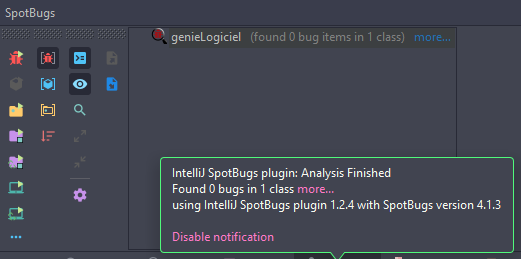 SpotBugs
genieLogiciel (found 0 bug items in 1 class) more...
IntelliJ SpotBugs plugin: Analysis Finished
Found 0 bugs in 1 class more...
using IntelliJ SpotBugs plugin 1.2.4 with SpotBugs version 4.1.3
Disable notification